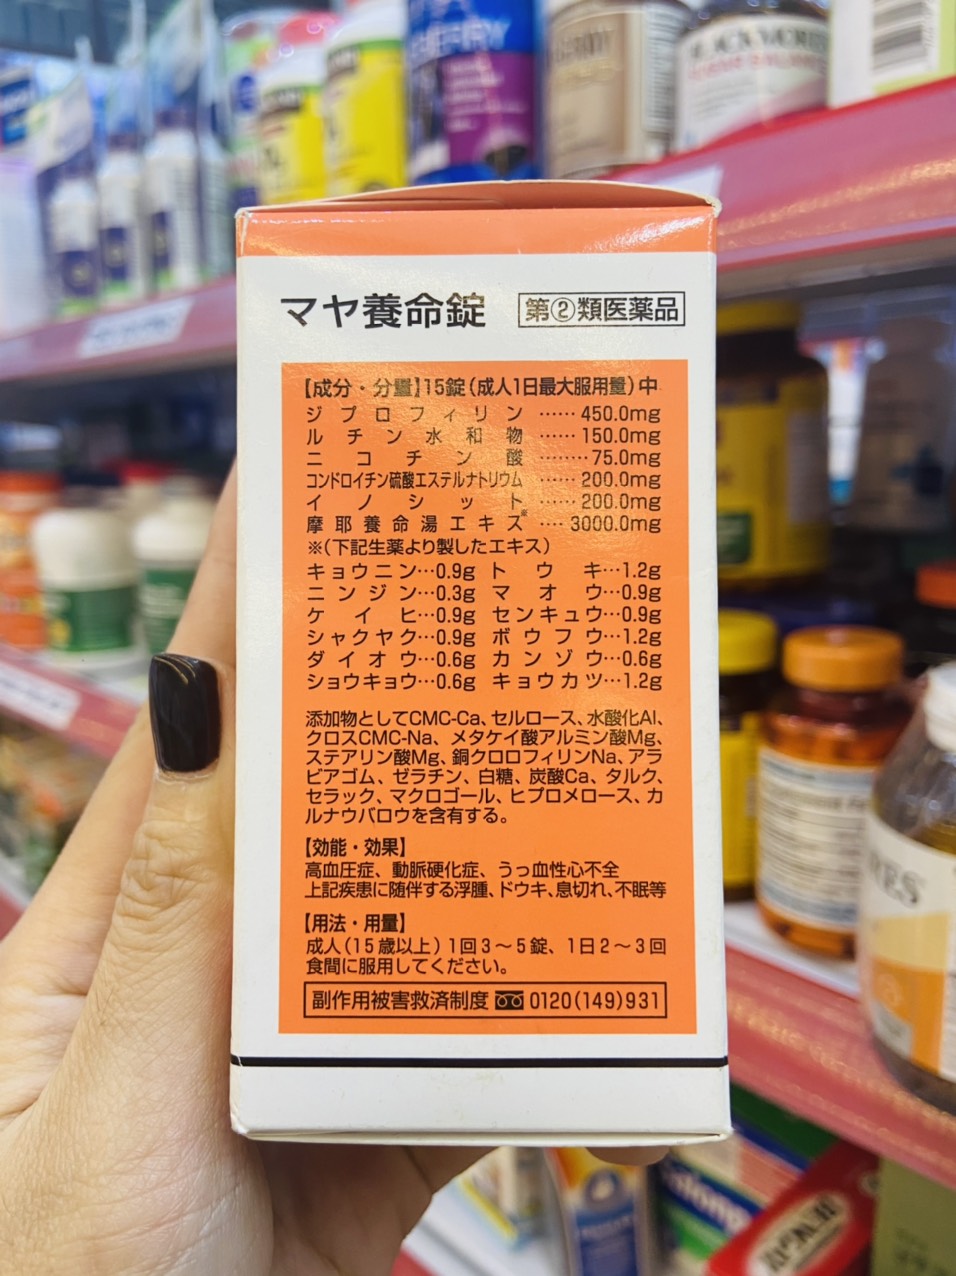 マヤ養命錠 第②類医薬品
【成分・分量】15錠（成人1日最大服用量）中
ジプロフィリン……450.0mg
ルチン水和物……150.0mg
ニコチン酸………75.0mg
コンドロイチン硫酸エステルナトリウム……200.0mg
イノシット……200.0mg
摩耶養命湯エキス※‥‥3000.0mg
※（下記生薬より製したエキス）
キョウニン…0.9g トウキ…1.2g
ニンジン…0.3g マオウ…0.9g
ケイヒ…0.9g センキュウ…0.9g
シャクヤク…0.9g ボウフウ…1.2g
ダイオウ…0.6g カンゾウ…0.6g
ショウキョウ…0.6g キョウカツ…1.2g
添加物としてCMC-Ca、セルロース、水酸化Al、
クロスCMC-Na、メタケイ酸アルミン酸Mg、
ステアリン酸Mg、銅クロロフィリンNa、アラ
ビアゴム、ゼラチン、白糖、炭酸Ca、タルク、
セラック、マクロゴール、ヒプロメロース、カ
ルナウバロウを含有する。
【効能・効果】
高血圧症、動脈硬化症、うっ血性心不全
上記疾患に随伴する浮腫、ドウキ、息切れ、不眠等
【用法・用量】
成人（15歳以上）1回3～5錠、1日2～3回
食間に服用してください。
副作用被害救済制度 0120(149)931